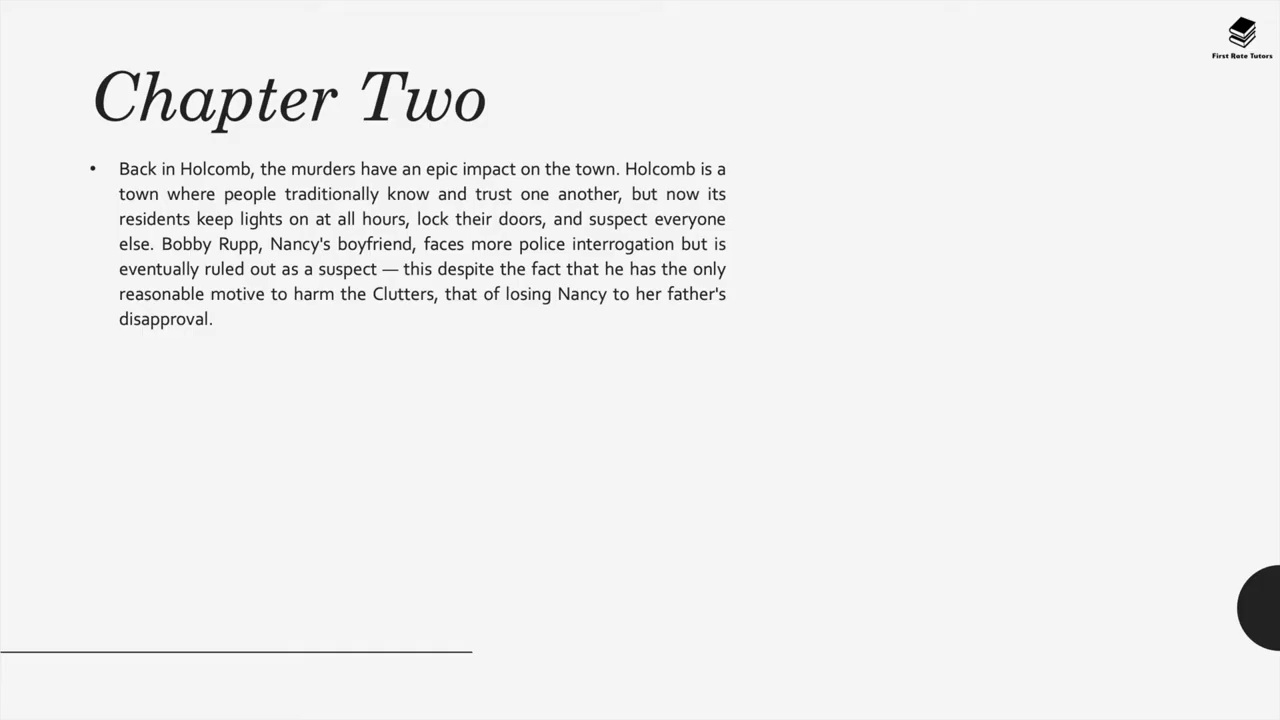 First Rate Tutors
Chapter Two
• Back in Holcomb, the murders have an epic impact on the town. Holcomb is a
town where people traditionally know and trust one another, but now its
residents keep lights on at all hours, lock their doors, and suspect everyone
else. Bobby Rupp, Nancy's boyfriend, faces more police interrogation but is
eventually ruled out as a suspect — this despite the fact that he has the only
reasonable motive to harm the Clutters, that of losing Nancy to her father's
disapproval.